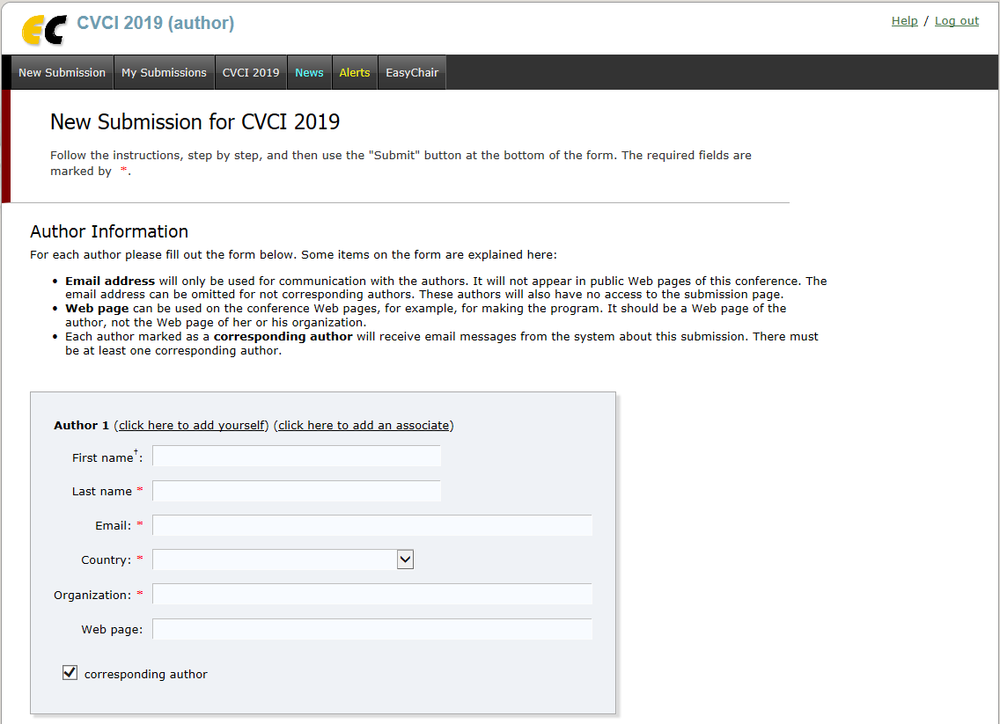 EC CVCI 2019 (author)
Help / Log out
New Submission My Submissions CVCI 2019 News Alerts EasyChair
New Submission for CVCI 2019
Follow the instructions, step by step, and then use the "Submit" button at the bottom of the form. The required fields are
marked by *.
Author Information
For each author please fill out the form below. Some items on the form are explained here:
• Email address will only be used for communication with the authors. It will not appear in public Web pages of this conference. The
email address can be omitted for not corresponding authors. These authors will also have no access to the submission page.
• Web page can be used on the conference Web pages, for example, for making the program. It should be a Web page of the
author, not the Web page of her or his organization.
• Each author marked as a corresponding author will receive email messages from the system about this submission. There must
be at least one corresponding author.
Author 1 (click here to add yourself) (click here to add an associate)
First name†:
Last name *
Email: *
Country: *
Organization: *
Web page:
corresponding author